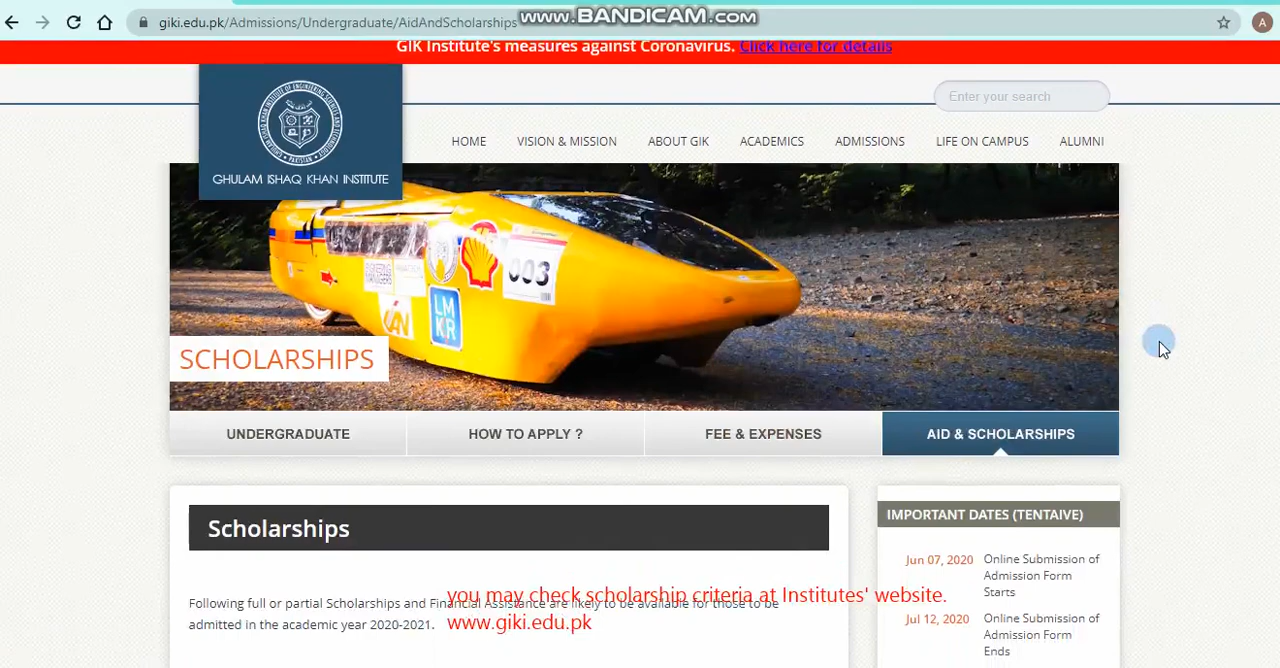 www.BANDICAM.com
giki.edu.pk/Admissions/Undergraduate/AidAndScholarships
A
GIK Institute's measures against Coronavirus. Click here for details
Enter your search
GHULAM ISHAQ KHAN INSTITUTE
HOME VISION & MISSION ABOUT GIK ACADEMICS ADMISSIONS LIFE ON CAMPUS ALUMNI
003
LM
KR
SCHOLARSHIPS
UNDERGRADUATE HOW TO APPLY ? FEE & EXPENSES AID & SCHOLARSHIPS
Scholarships
Following full or partial Scholarships and Financial Assistance are likely to be available for those to be
admitted in the academic year 2020-2021.
you may check scholarship criteria at Institutes' website.
www.giki.edu.pk
IMPORTANT DATES (TENTAIVE)
Jun 07, 2020 Online Submission of
Admission Form
Starts
Jul 12, 2020 Online Submission of
Admission Form
Ends